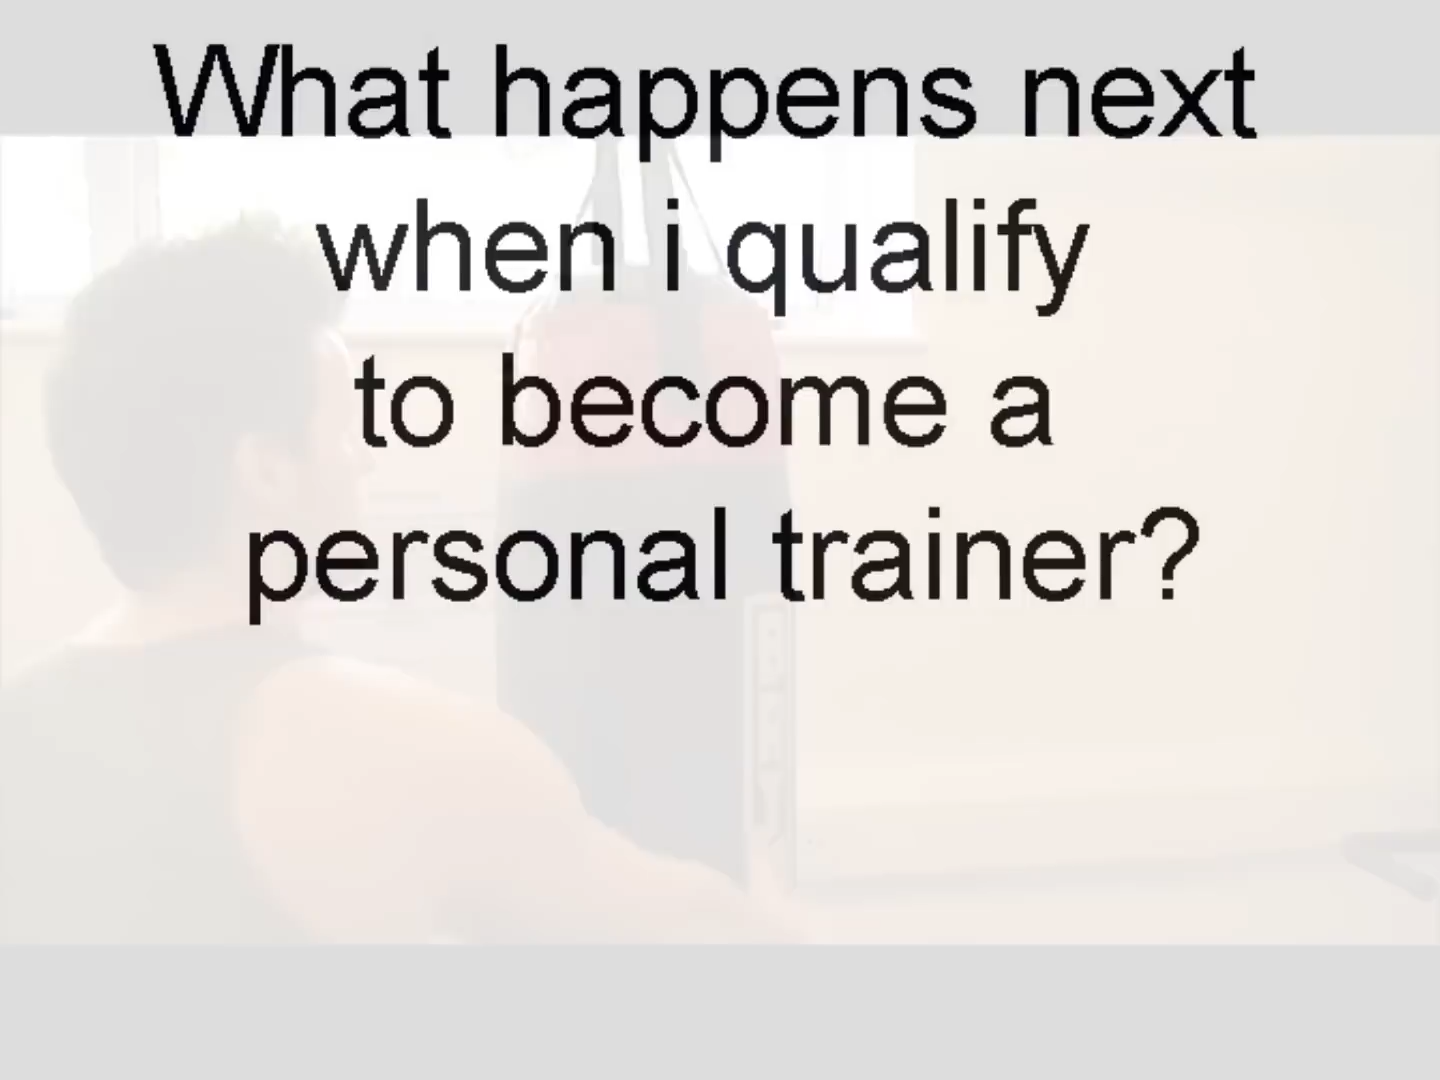 What happens next
when i qualify
to become a
personal trainer?